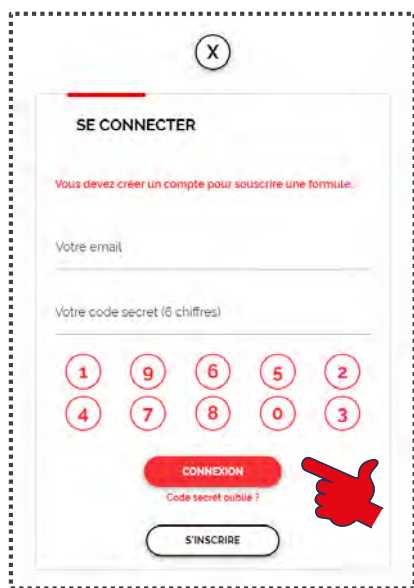 X
SE CONNECTER
Vous devez créer un compte pour souscrire une formule.
Votre email
Votre code secret (6 chiffres)
1 9 6 5 2
4 7 8 0 3
CONNEXION
Code secret oublié ?
S'INSCRIRE